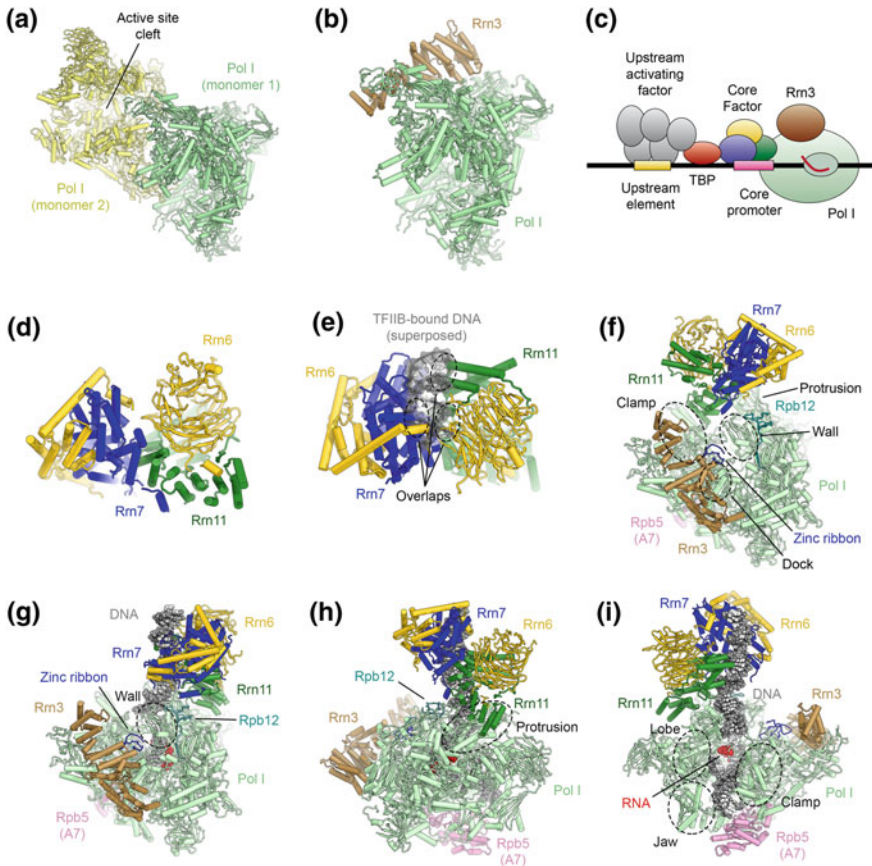 (a)
Active site
cleft
Pol I
(monomer 1)
Pol I
(monomer 2)
(b)
Rrn3
Pol I
(c)
Upstream
activating
factor
Core
Factor
Rrn3
TBP
Upstream
element
Core
promoter
Pol I
(d)
Rrn6
Rrn7
Rrn11
(e)
TFIIB-bound DNA
(superposed)
Rrn11
Rrn6
Rrn7
Overlaps
(f)
Rrn7
Rrn6
Rrn11
Protrusion
Clamp
Rpb12
Wall
Pol I
Rpb5
(A7)
Rrn3
Zinc ribbon
Dock
(g)
DNA
Rrn6
Rrn7
Zinc ribbon
Wall
Rrn11
Rrn3
Rpb12
Pol I
Rpb5
(A7)
(h)
Rrn7
Rrn6
Rpb12
Rrn11
Rrn3
Protrusion
Pol I
Rpb5
(A7)
(i)
Rrn7
Rrn6
DNA
Rrn3
Rrn11
Lobe
RNA
Pol I
Clamp
Jaw
Rpb5
(A7)